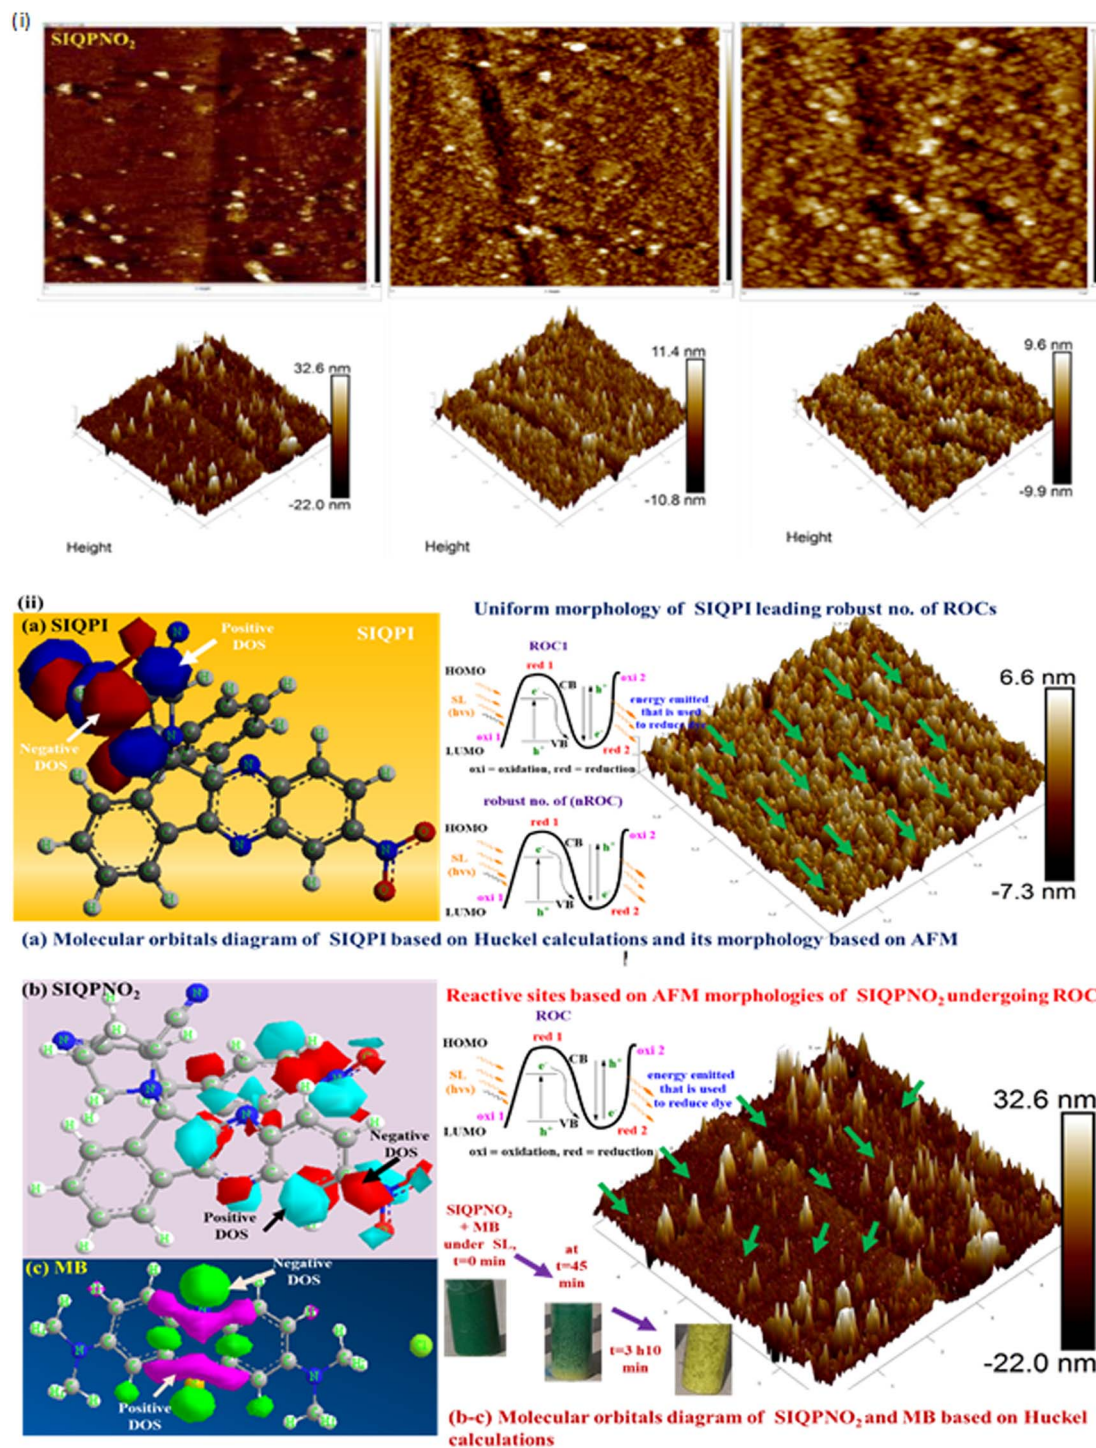 (i)
SIQPNO₂
32.6 nm
-22.0 nm
Height
11.4 nm
-10.8 nm
Height
9.6 nm
-9.9 nm
Height
(ii)
(a) SIQPI
Positive
DOS
SIQPI
Negative
DOS
Uniform morphology of SIQPI leading robust no. of ROCs
ROC1
HOMO
red 1
oxi 2
CB
e⁻
h⁺
SL
(hvs)
energy emitted
that is used
to reduce dye
oxi 1
VB
e⁻
LUMO
h⁺
red 2
oxi = oxidation, red = reduction
robust no. of (nROC)
HOMO
red 1
oxi 2
CB
e⁻
h⁺
SL
(hvs)
oxi 1
VB
e⁻
LUMO
h⁺
red 2
6.6 nm
-7.3 nm
(a) Molecular orbitals diagram of SIQPI based on Huckel calculations and its morphology based on AFM
(b) SIQPNO₂
Negative
DOS
Positive
DOS
Reactive sites based on AFM morphologies of SIQPNO₂ undergoing ROC
ROC
HOMO
red 1
oxi 2
CB
e⁻
h⁺
SL
(hvs)
energy emitted
that is used
to reduce dye
oxi 1
VB
e
LUMO
h⁺
red 2
oxi = oxidation, red = reduction
32.6 nm
-22.0 nm
SIQPNO₂
+ MB
under SL,
t=0 min
at
t=45
min
t=3 h10
min
(c) MB
Negative
DOS
Positive
DOS
(b-c) Molecular orbitals diagram of SIQPNO₂ and MB based on Huckel
calculations